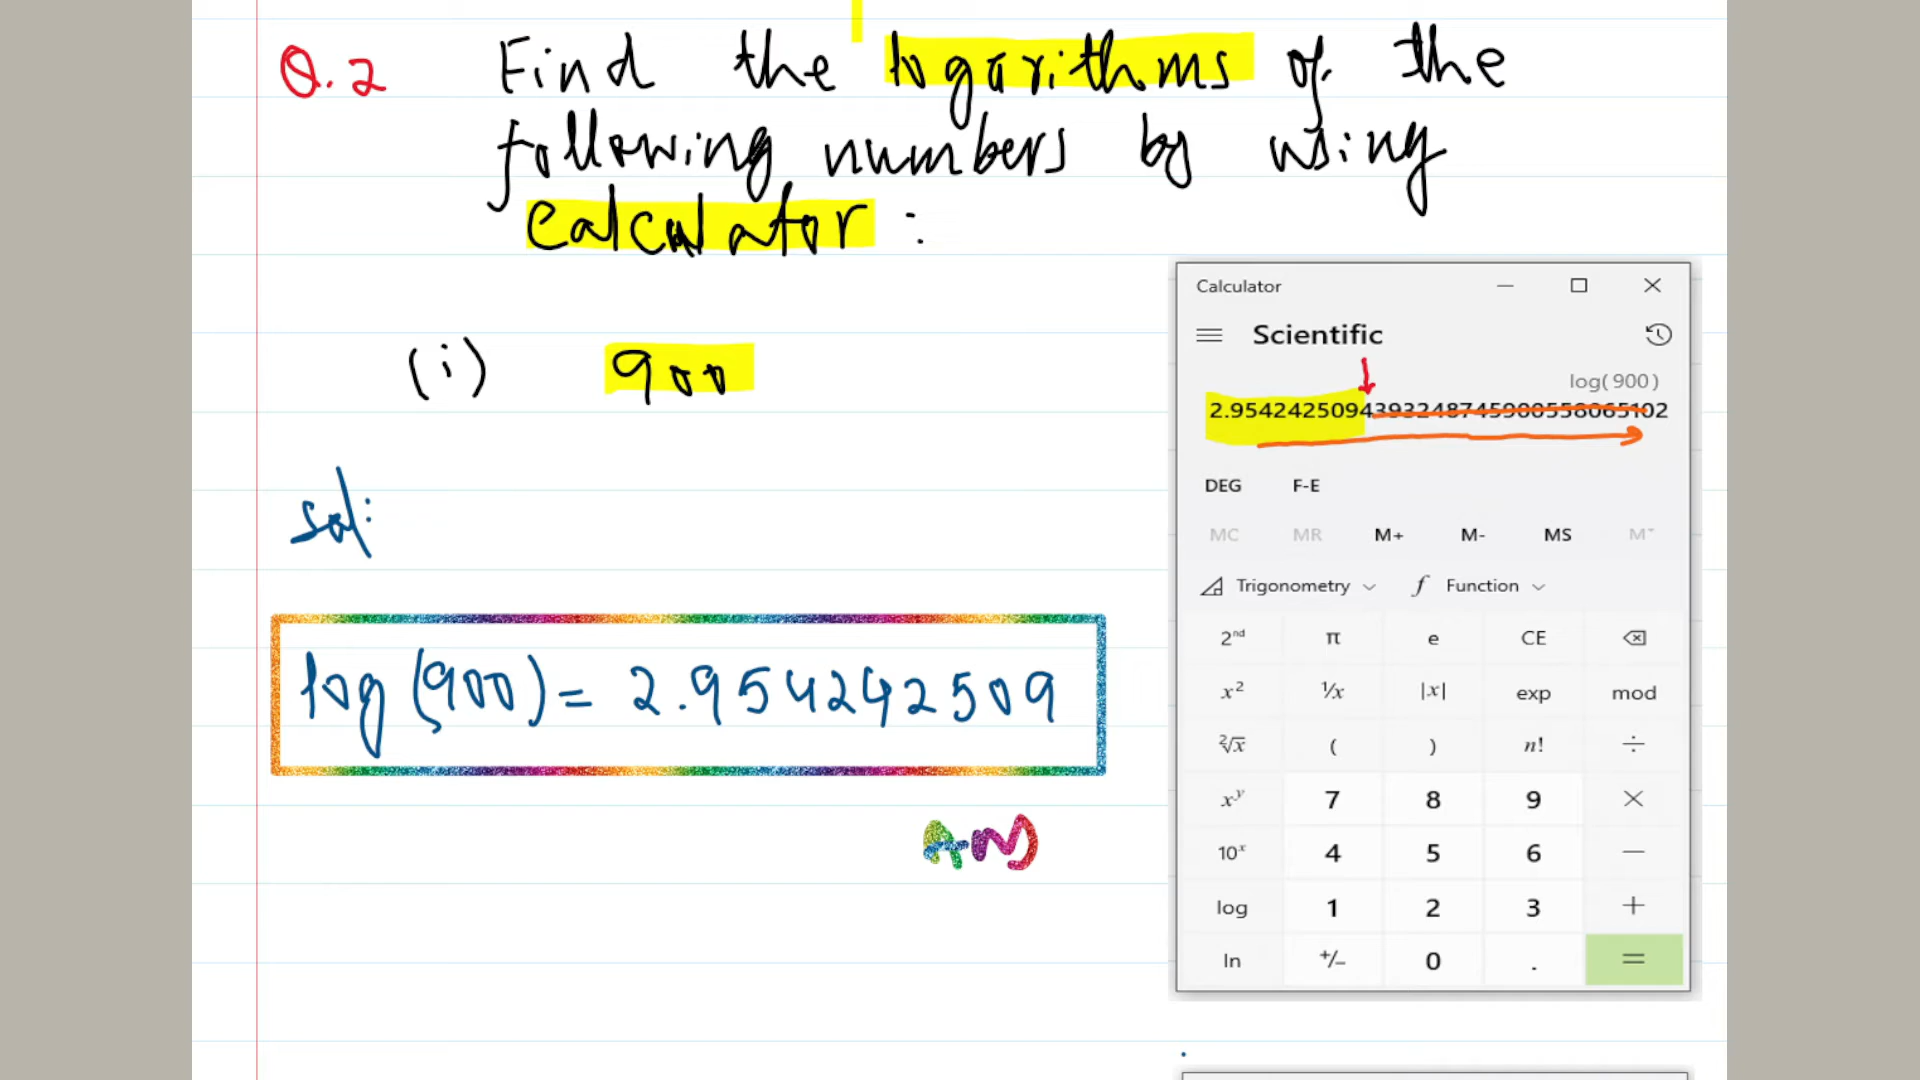 Q.2 Find the logarithms of the
following numbers by using
Calculator :
(i) 900
Sol:
log (900) = 2.954242509
Ans
Calculator
Scientific
log( 900 )
2.9542425094393248745900558065102
DEG F-E
MC MR M+ M- MS M˅
Trigonometry f Function
2nd π e CE
x² ¹/x |x| exp mod
²√x ( ) n! ÷
xʸ 7 8 9 ×
10ˣ 4 5 6 −
log 1 2 3 +
ln +/− 0 . =